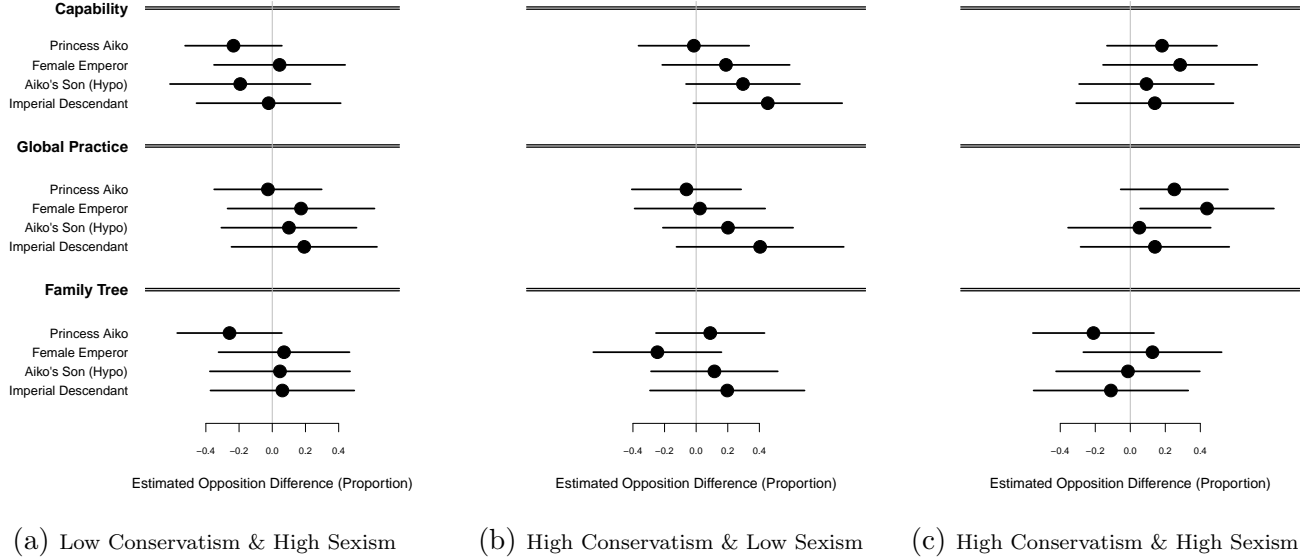 Capability
Princess Aiko
Female Emperor
Aiko's Son (Hypo)
Imperial Descendant
Global Practice
Princess Aiko
Female Emperor
Aiko's Son (Hypo)
Imperial Descendant
Family Tree
Princess Aiko
Female Emperor
Aiko's Son (Hypo)
Imperial Descendant
−0.4 −0.2 0.0 0.2 0.4
Estimated Opposition Difference (Proportion)
(a) Low Conservatism & High Sexism
−0.4 −0.2 0.0 0.2 0.4
Estimated Opposition Difference (Proportion)
(b) High Conservatism & Low Sexism
−0.4 −0.2 0.0 0.2 0.4
Estimated Opposition Difference (Proportion)
(c) High Conservatism & High Sexism